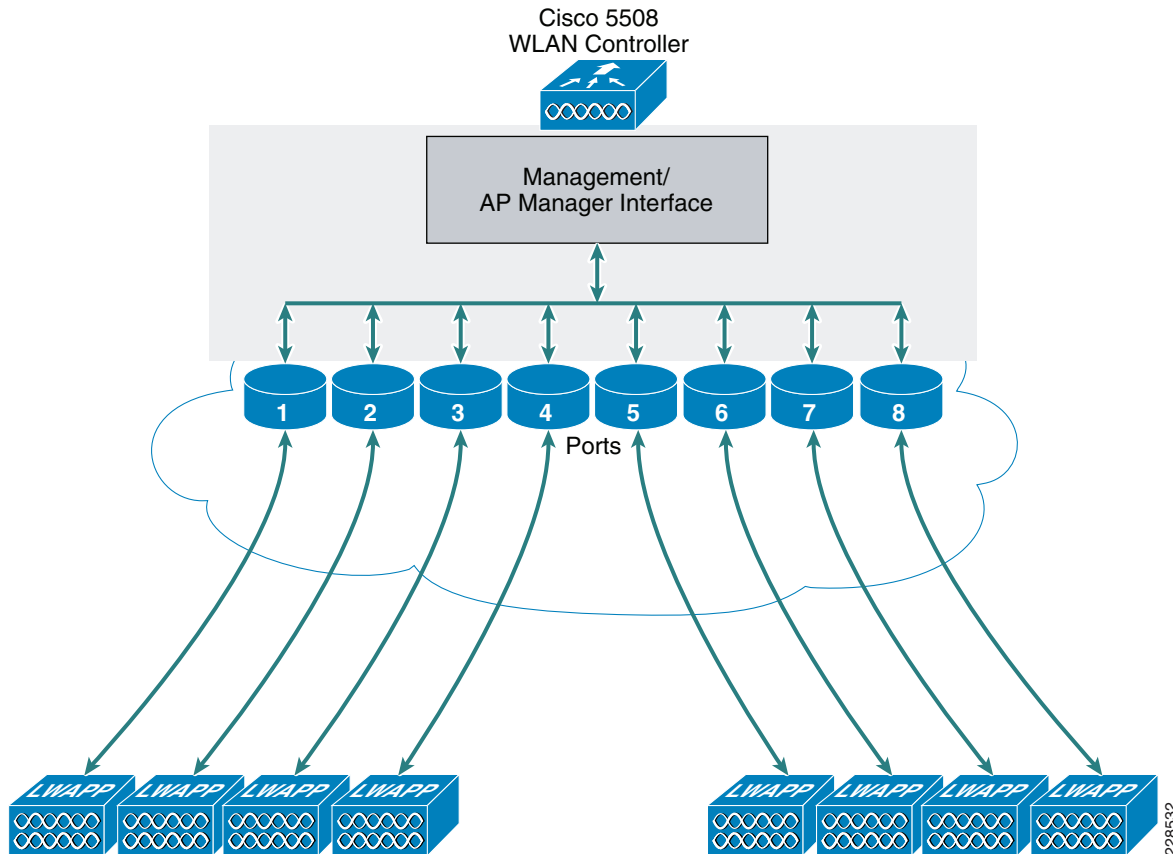 Cisco 5508
WLAN Controller
Management/
AP Manager Interface
1 2 3 4 5 6 7 8
Ports
LWAPP LWAPP LWAPP LWAPP LWAPP LWAPP LWAPP LWAPP
228532